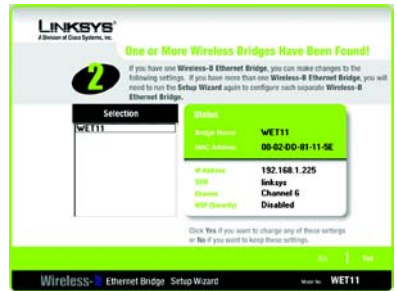 LINKSYS®
A Division of Cisco Systems, Inc.
One or More Wireless Bridges Have Been Found!
2
If you have one Wireless-B Ethernet Bridge, you can make changes to the
following settings. If you have more than one Wireless-B Ethernet Bridge, you will
need to run the Setup Wizard again to configure each separate Wireless-B
Ethernet Bridge.
Selection
WET11
Status
Bridge Name WET11
MAC Address 00-02-DD-81-11-5E
IP Address 192.168.1.225
SSID linksys
Channel Channel 6
WEP (Security) Disabled
Click Yes if you want to change any of these settings
or No if you want to keep these settings.
Wireless-B Ethernet Bridge Setup Wizard
Model No. WET11